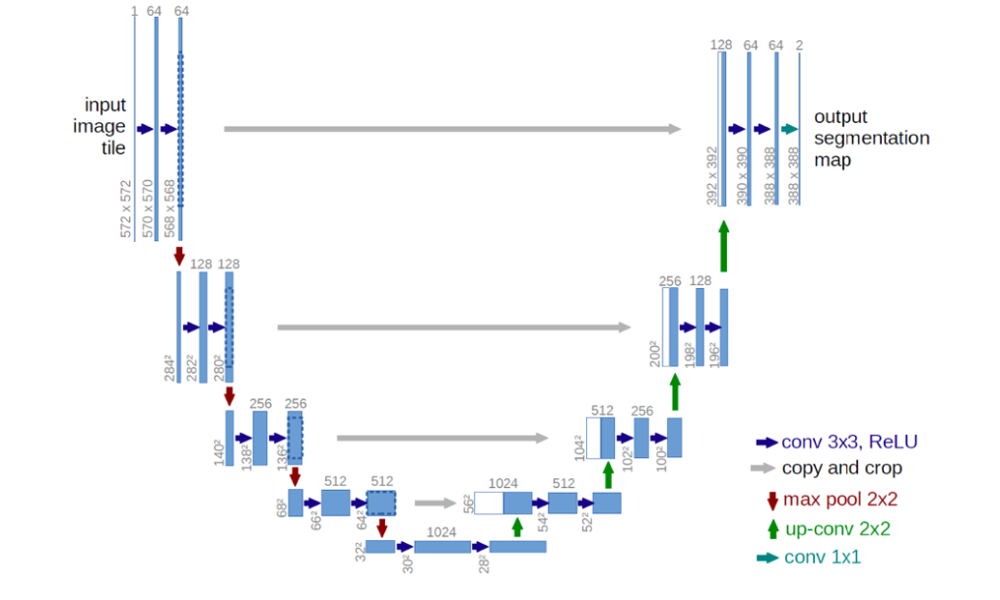 1 64 64
128 64 64 2
input
image
tile
output
segmentation
map
572 x 572
570 x 570
568 x 568
392 x 392
390 x 390
388 x 388
388 x 388
128 128
256 128
284²
282²
280²
200²
198²
196²
256 256
512 256
140²
138²
136²
104²
102²
100²
conv 3x3, ReLU
copy and crop
max pool 2x2
up-conv 2x2
conv 1x1
512 512
1024 512
68²
66²
64²
56²
54²
52²
1024
32²
30²
28²